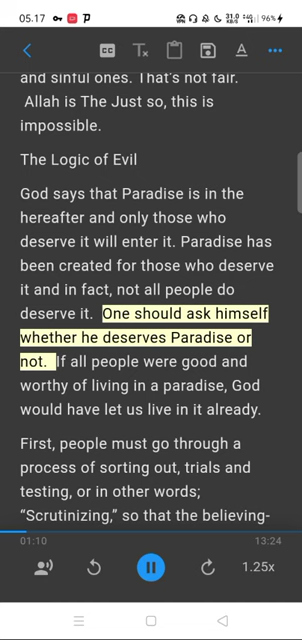 05.17
31.0
KB/S
96%
CC
and sinful ones. That's not fair.
Allah is The Just so, this is
impossible.
The Logic of Evil
God says that Paradise is in the
hereafter and only those who
deserve it will enter it. Paradise has
been created for those who deserve
it and in fact, not all people do
deserve it. One should ask himself
whether he deserves Paradise or
not. If all people were good and
worthy of living in a paradise, God
would have let us live in it already.
First, people must go through a
process of sorting out, trials and
testing, or in other words;
“Scrutinizing,” so that the believing-
01:10
13:24
1.25x